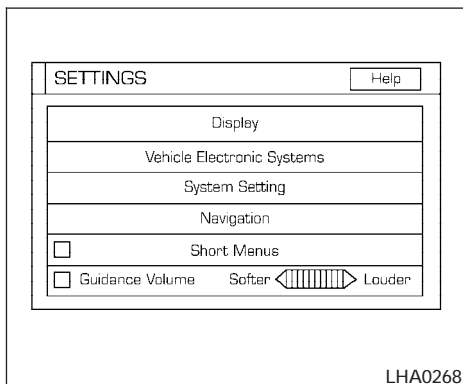 SETTINGS Help
Display
Vehicle Electronic Systems
System Setting
Navigation
Short Menus
Guidance Volume Softer Louder
LHA0268